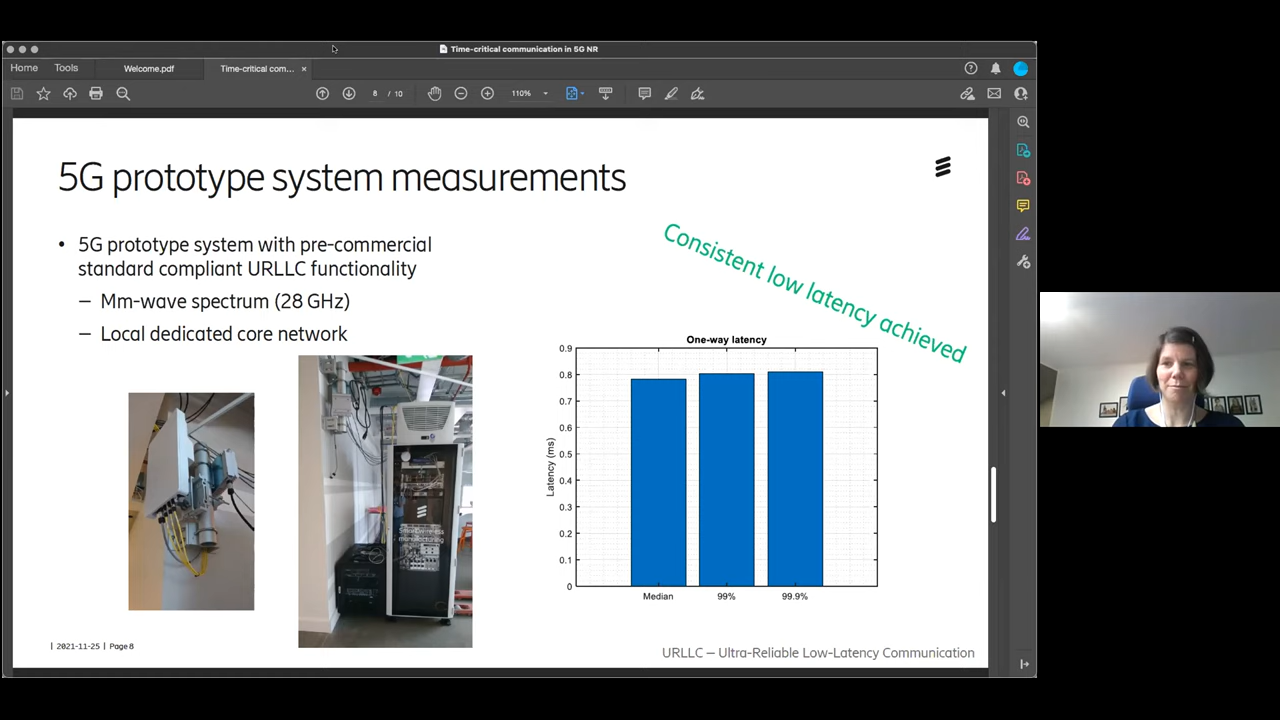 Time-critical communication in 5G NR
Home Tools Welcome.pdf Time-critical com... ×
8 / 10 110%
5G prototype system measurements
• 5G prototype system with pre-commercial
standard compliant URLLC functionality
– Mm-wave spectrum (28 GHz)
– Local dedicated core network
Consistent low latency achieved
One-way latency
0.9
0.8
0.7
0.6
0.5
0.4
0.3
0.2
0.1
0
Latency (ms)
Median 99% 99.9%
| 2021-11-25 | Page 8
URLLC – Ultra-Reliable Low-Latency Communication